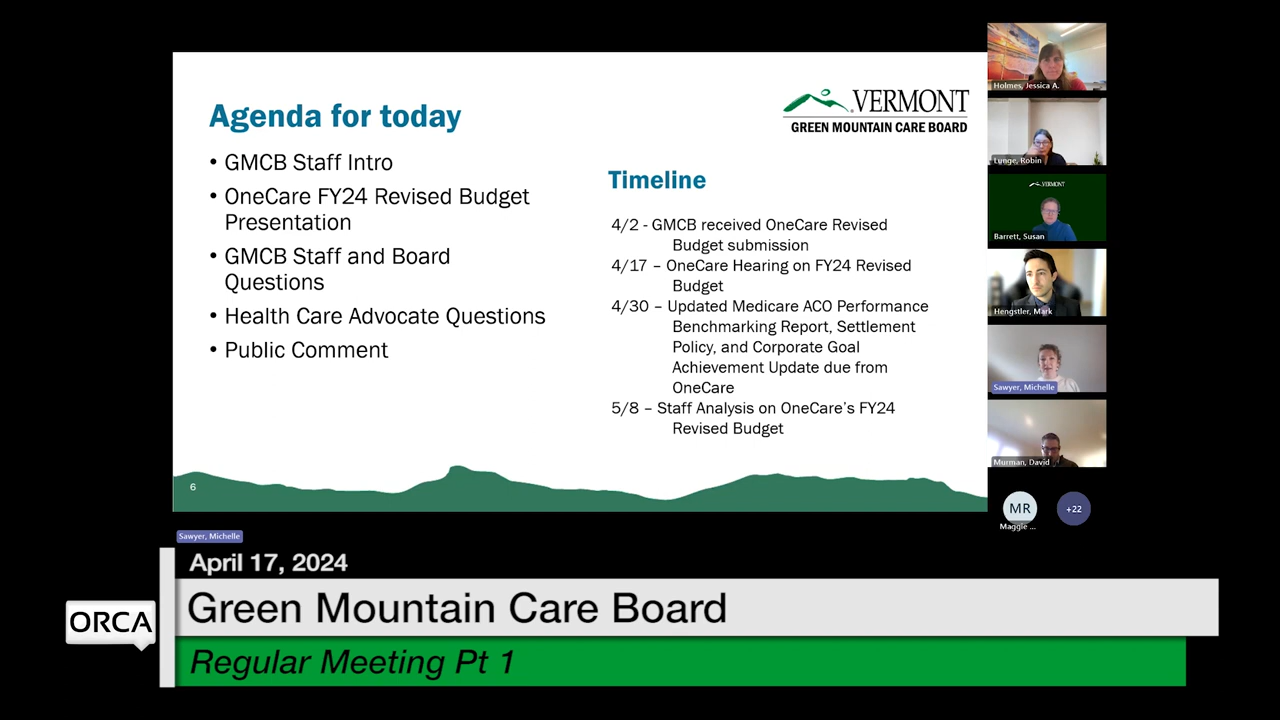 Agenda for today
• GMCB Staff Intro
• OneCare FY24 Revised Budget
Presentation
• GMCB Staff and Board
Questions
• Health Care Advocate Questions
• Public Comment
VERMONT
GREEN MOUNTAIN CARE BOARD
Timeline
4/2 - GMCB received OneCare Revised
Budget submission
4/17 – OneCare Hearing on FY24 Revised
Budget
4/30 – Updated Medicare ACO Performance
Benchmarking Report, Settlement
Policy, and Corporate Goal
Achievement Update due from
OneCare
5/8 – Staff Analysis on OneCare's FY24
Revised Budget
6
Holmes, Jessica A.
Lunge, Robin
VERMONT
Barrett, Susan
Hengstler, Mark
Sawyer, Michelle
Murman, David
MR
Maggie ...
+22
Sawyer, Michelle
April 17, 2024
ORCA
Green Mountain Care Board
Regular Meeting Pt 1